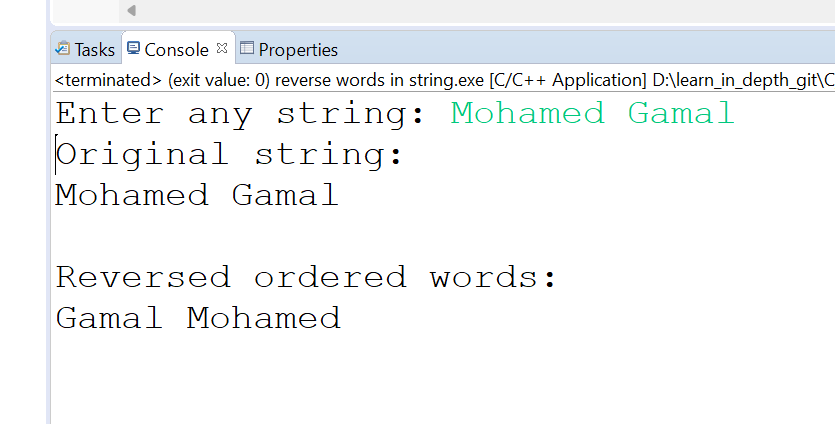 Tasks Console Properties
<terminated> (exit value: 0) reverse words in string.exe [C/C++ Application] D:\learn_in_depth_git\C
Enter any string: Mohamed Gamal
Original string:
Mohamed Gamal
Reversed ordered words:
Gamal Mohamed